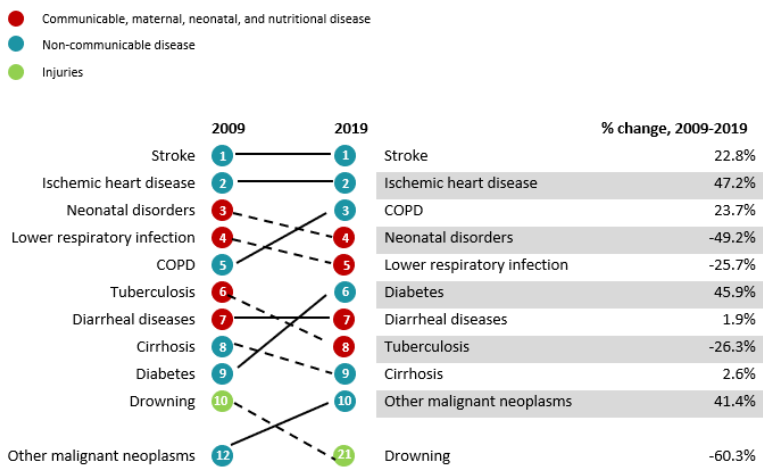 Communicable, maternal, neonatal, and nutritional disease
Non-communicable disease
Injuries
2009 2019 % change, 2009-2019
Stroke 1 1 Stroke 22.8%
Ischemic heart disease 2 2 Ischemic heart disease 47.2%
Neonatal disorders 3 3 COPD 23.7%
Lower respiratory infection 4 4 Neonatal disorders -49.2%
COPD 5 5 Lower respiratory infection -25.7%
Tuberculosis 6 6 Diabetes 45.9%
Diarrheal diseases 7 7 Diarrheal diseases 1.9%
Cirrhosis 8 8 Tuberculosis -26.3%
Diabetes 9 9 Cirrhosis 2.6%
Drowning 10 10 Other malignant neoplasms 41.4%
Other malignant neoplasms 12 21 Drowning -60.3%